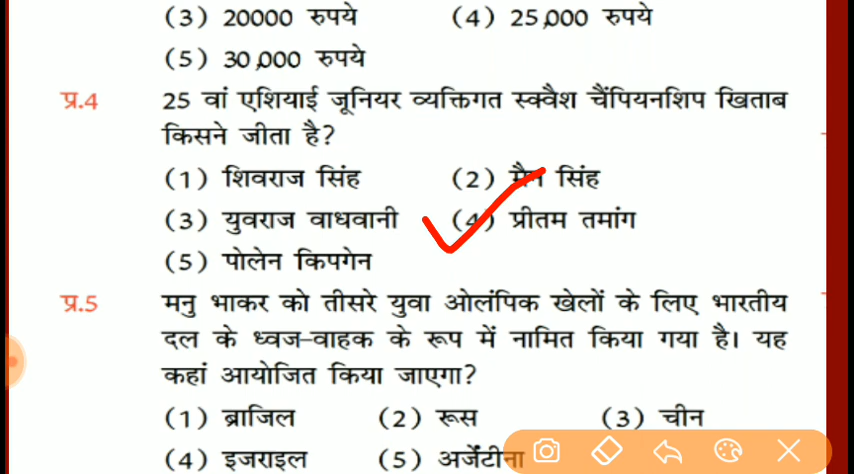 (3) 20000 रुपये (4) 25,000 रुपये
(5) 30,000 रुपये
प्र.4 25 वां एशियाई जूनियर व्यक्तिगत स्क्वैश चैंपियनशिप खिताब
किसने जीता है?
(1) शिवराज सिंह (2) मैन सिंह
(3) युवराज वाधवानी (4) प्रीतम तमांग
(5) पोलेन किपगेन
प्र.5 मनु भाकर को तीसरे युवा ओलंपिक खेलों के लिए भारतीय
दल के ध्वज-वाहक के रूप में नामित किया गया है। यह
कहां आयोजित किया जाएगा?
(1) ब्राजिल (2) रूस (3) चीन
(4) इजराइल (5) अर्जेंटीना